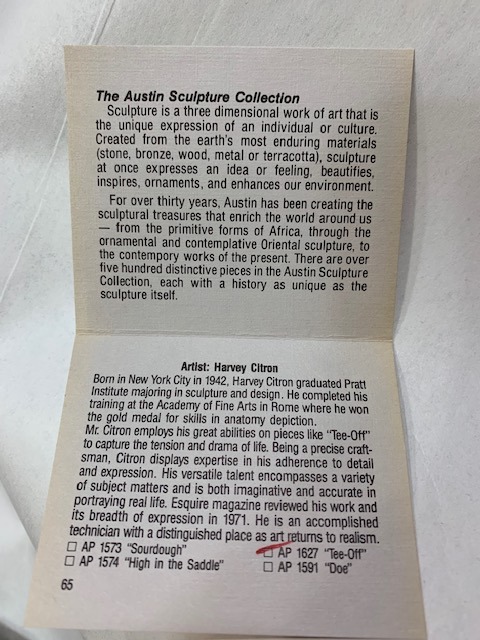 The Austin Sculpture Collection
Sculpture is a three dimensional work of art that is
the unique expression of an individual or culture.
Created from the earth's most enduring materials
(stone, bronze, wood, metal or terracotta), sculpture
at once expresses an idea or feeling, beautifies,
inspires, ornaments, and enhances our environment.
For over thirty years, Austin has been creating the
sculptural treasures that enrich the world around us
— from the primitive forms of Africa, through the
ornamental and contemplative Oriental sculpture, to
the contempory works of the present. There are over
five hundred distinctive pieces in the Austin Sculpture
Collection, each with a history as unique as the
sculpture itself.
Artist: Harvey Citron
Born in New York City in 1942, Harvey Citron graduated Pratt
Institute majoring in sculpture and design. He completed his
training at the Academy of Fine Arts in Rome where he won
the gold medal for skills in anatomy depiction.
Mr. Citron employs his great abilities on pieces like "Tee-Off"
to capture the tension and drama of life. Being a precise craft-
sman, Citron displays expertise in his adherence to detail
and expression. His versatile talent encompasses a variety
of subject matters and is both imaginative and accurate in
portraying real life. Esquire magazine reviewed his work and
its breadth of expression in 1971. He is an accomplished
technician with a distinguished place as art returns to realism.
☐ AP 1573 "Sourdough" ☐ AP 1627 "Tee-Off"
☐ AP 1574 "High in the Saddle" ☐ AP 1591 "Doe"
65